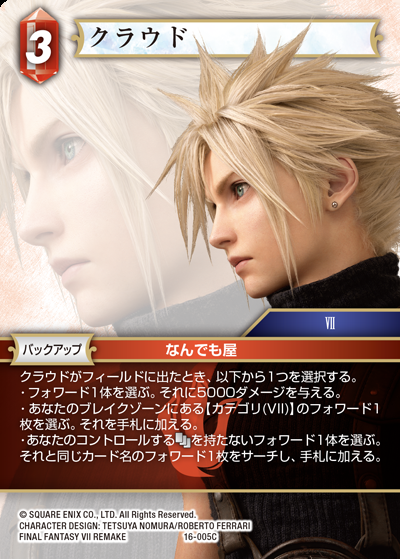 3
クラウド
VII
バックアップ
なんでも屋
クラウドがフィールドに出たとき、以下から1つを選択する。
・フォワード1体を選ぶ。それに5000ダメージを与える。
・あなたのブレイクゾーンにある【カテゴリ(VII)】のフォワード1
枚を選ぶ。それを手札に加える。
・あなたのコントロールするを持たないフォワード1体を選ぶ。
それと同じカード名のフォワード1枚をサーチし、手札に加える。
© SQUARE ENIX CO., LTD. All Rights Reserved.
CHARACTER DESIGN: TETSUYA NOMURA/ROBERTO FERRARI
FINAL FANTASY VII REMAKE 16-005C